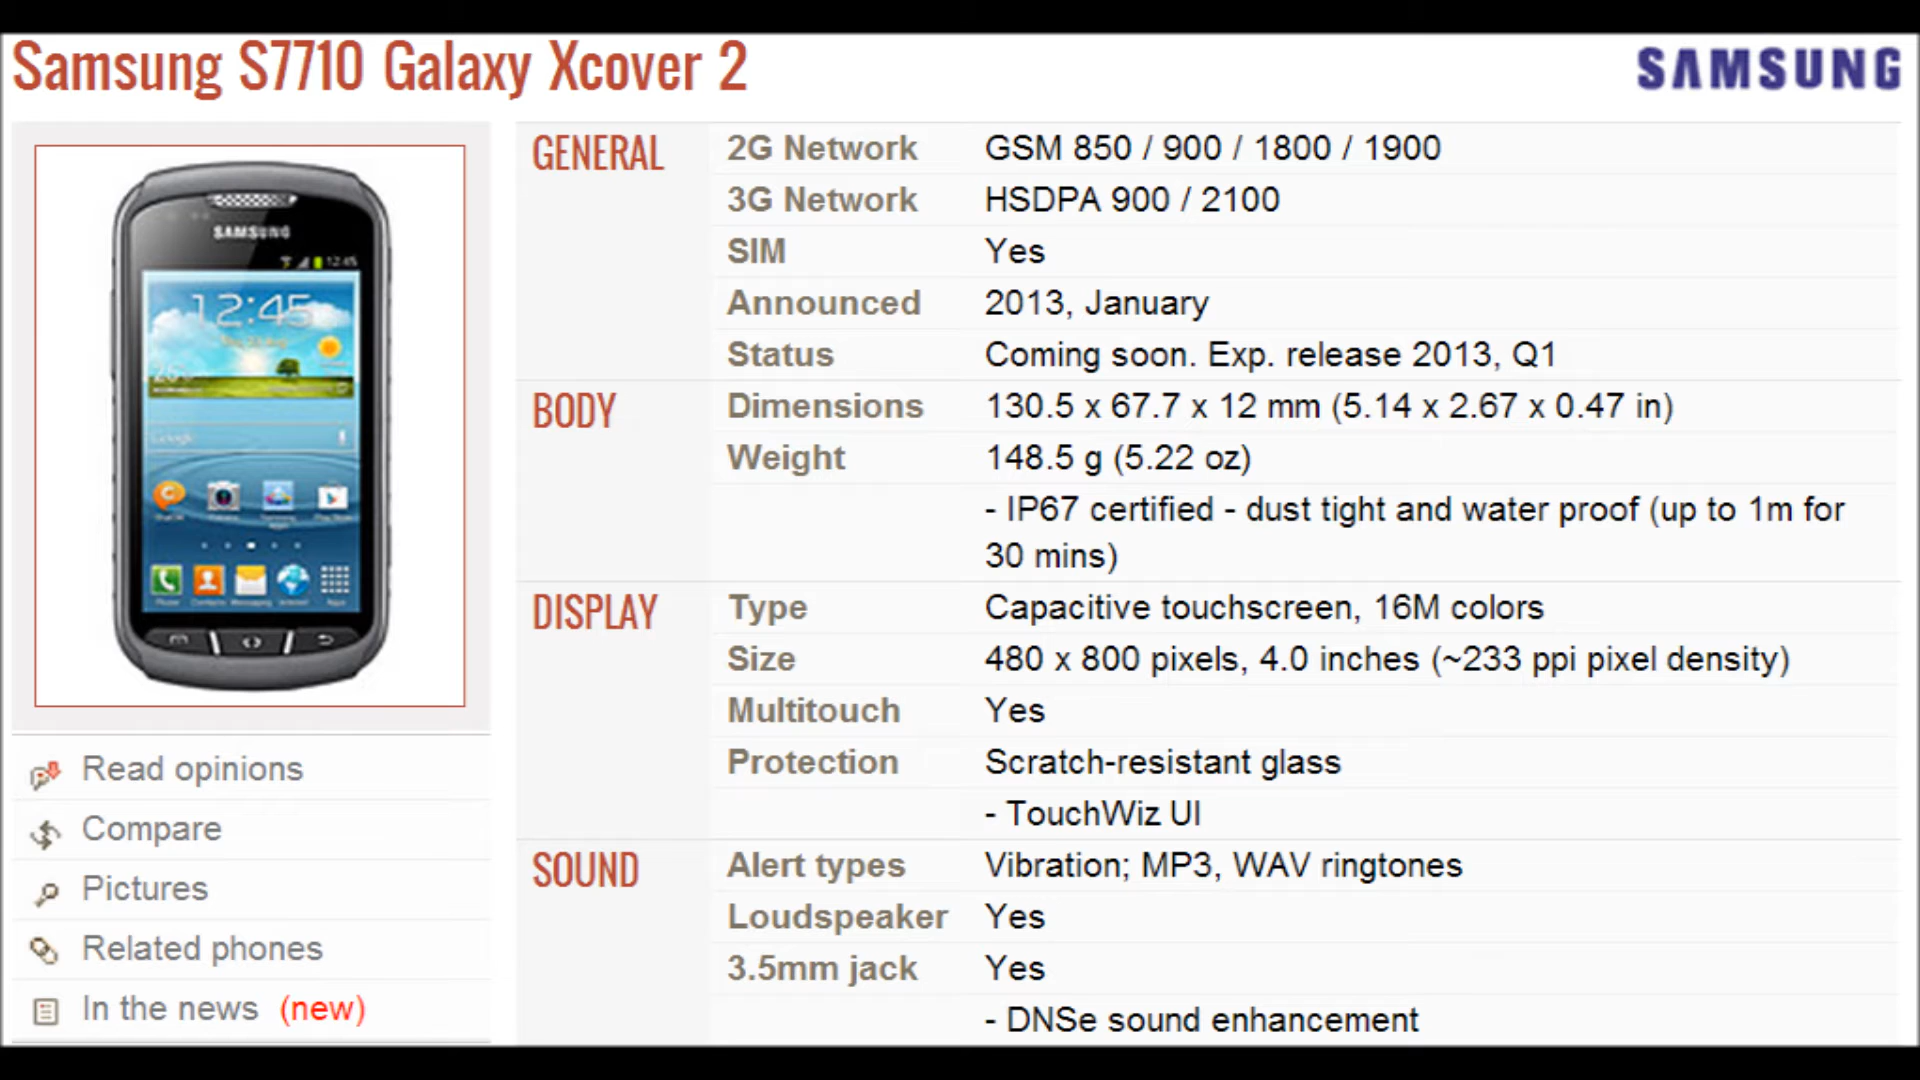 Samsung S7710 Galaxy Xcover 2
SAMSUNG
SAMSUNG
12:45
12:45
Google
Read opinions
Compare
Pictures
Related phones
In the news (new)
GENERAL
2G Network GSM 850 / 900 / 1800 / 1900
3G Network HSDPA 900 / 2100
SIM Yes
Announced 2013, January
Status Coming soon. Exp. release 2013, Q1
BODY
Dimensions 130.5 x 67.7 x 12 mm (5.14 x 2.67 x 0.47 in)
Weight 148.5 g (5.22 oz)
- IP67 certified - dust tight and water proof (up to 1m for
30 mins)
DISPLAY
Type Capacitive touchscreen, 16M colors
Size 480 x 800 pixels, 4.0 inches (~233 ppi pixel density)
Multitouch Yes
Protection Scratch-resistant glass
- TouchWiz UI
SOUND
Alert types Vibration; MP3, WAV ringtones
Loudspeaker Yes
3.5mm jack Yes
- DNSe sound enhancement